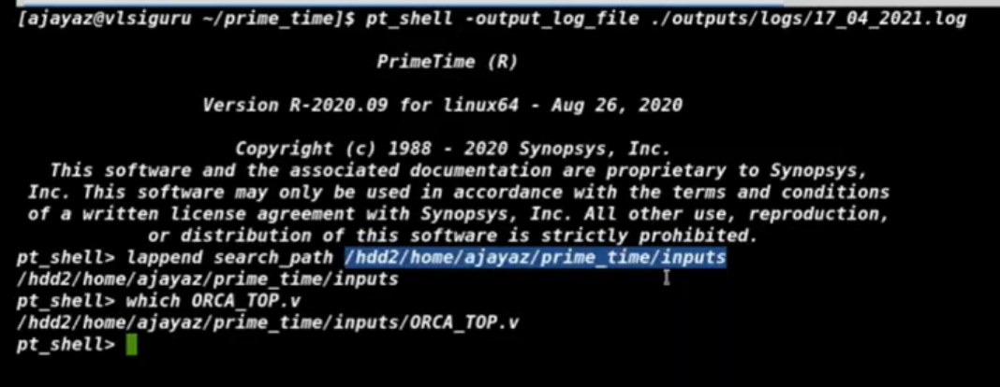 [ajayaz@vlsiguru ~/prime_time]$ pt_shell -output_log_file ./outputs/logs/17_04_2021.log
PrimeTime (R)
Version R-2020.09 for linux64 - Aug 26, 2020
Copyright (c) 1988 - 2020 Synopsys, Inc.
This software and the associated documentation are proprietary to Synopsys,
Inc. This software may only be used in accordance with the terms and conditions
of a written license agreement with Synopsys, Inc. All other use, reproduction,
or distribution of this software is strictly prohibited.
pt_shell> lappend search_path /hdd2/home/ajayaz/prime_time/inputs
/hdd2/home/ajayaz/prime_time/inputs
pt_shell> which ORCA_TOP.v
/hdd2/home/ajayaz/prime_time/inputs/ORCA_TOP.v
pt_shell>